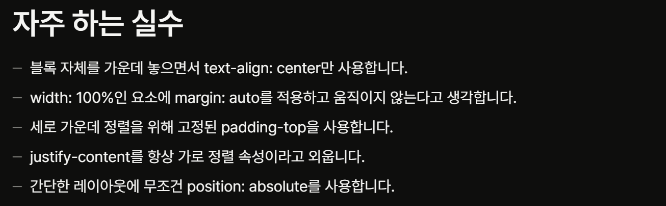 자주 하는 실수
– 블록 자체를 가운데 놓으면서 text-align: center만 사용합니다.
– width: 100%인 요소에 margin: auto를 적용하고 움직이지 않는다고 생각합니다.
– 세로 가운데 정렬을 위해 고정된 padding-top을 사용합니다.
– justify-content를 항상 가로 정렬 속성이라고 외웁니다.
– 간단한 레이아웃에 무조건 position: absolute를 사용합니다.